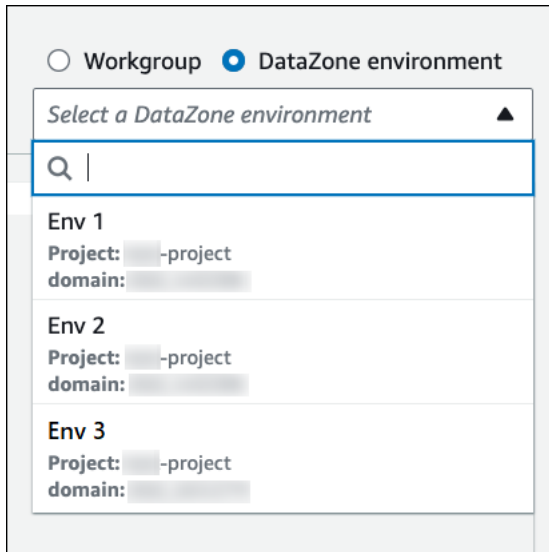 Workgroup DataZone environment
Select a DataZone environment
Env 1
Project: -project
domain:
Env 2
Project: -project
domain:
Env 3
Project: -project
domain: